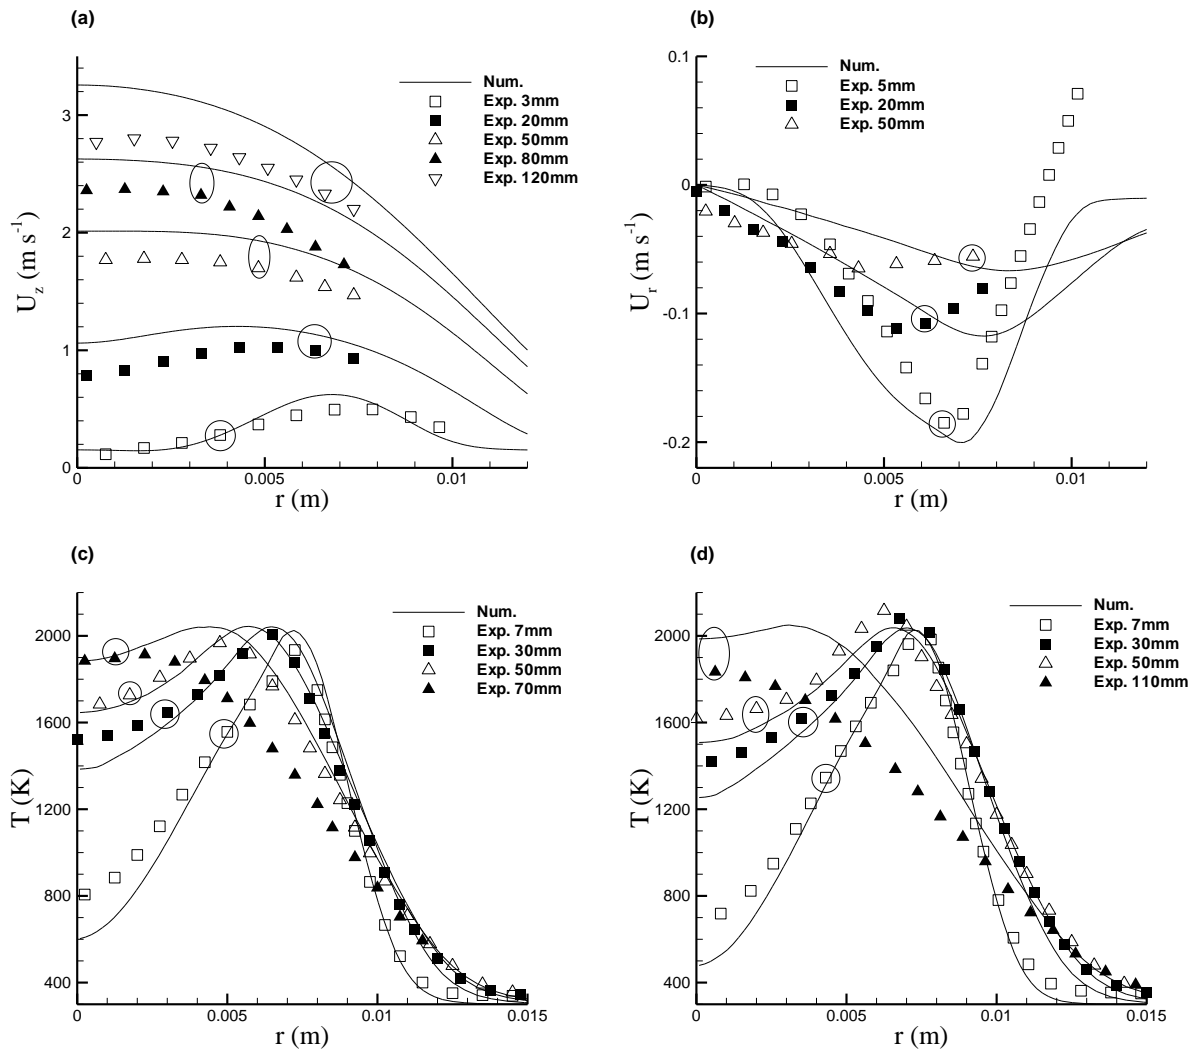 (a)
3
2
1
0
U_z (m s^-1)
0
0.005
0.01
r (m)
Num.
Exp. 3mm
Exp. 20mm
Exp. 50mm
Exp. 80mm
Exp. 120mm
(b)
0.1
0
-0.1
-0.2
U_r (m s^-1)
0
0.005
0.01
r (m)
Num.
Exp. 5mm
Exp. 20mm
Exp. 50mm
(c)
2000
1600
1200
800
400
T (K)
0
0.005
0.01
0.015
r (m)
Num.
Exp. 7mm
Exp. 30mm
Exp. 50mm
Exp. 70mm
(d)
2000
1600
1200
800
400
T (K)
0
0.005
0.01
0.015
r (m)
Num.
Exp. 7mm
Exp. 30mm
Exp. 50mm
Exp. 110mm